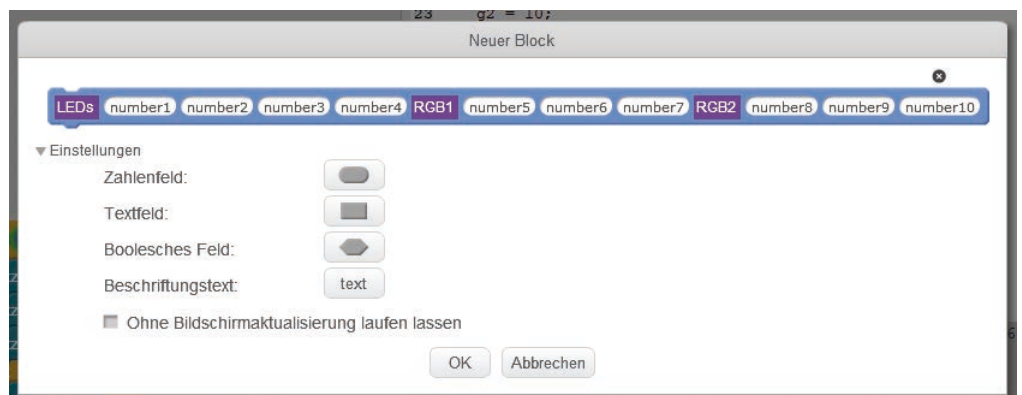 23 g2 = 10;
Neuer Block
LEDs number1 number2 number3 number4 RGB1 number5 number6 number7 RGB2 number8 number9 number10
Einstellungen
Zahlenfeld:
Textfeld:
Boolesches Feld:
Beschriftungstext: text
Ohne Bildschirmaktualisierung laufen lassen
OK Abbrechen